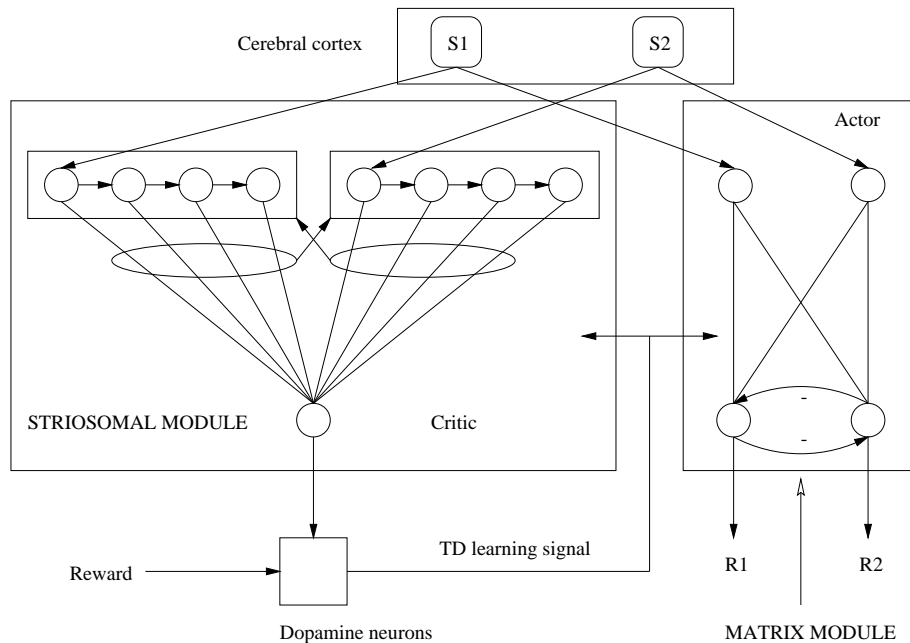 Cerebral cortex
S1
S2
Actor
STRIOSOMAL MODULE
Critic
-
-
TD learning signal
Reward
R1
R2
Dopamine neurons
MATRIX MODULE